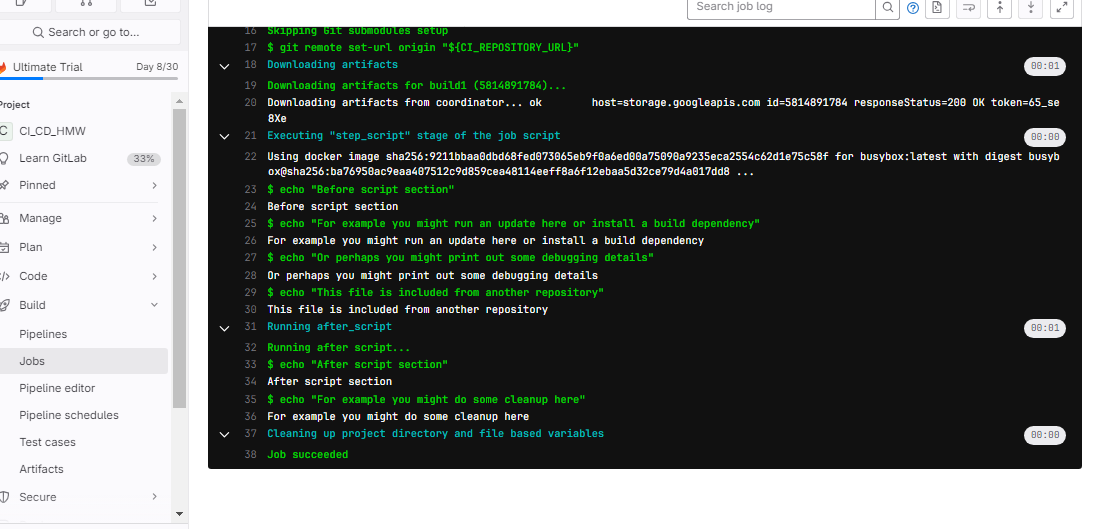 Search or go to...
Ultimate Trial
Day 8/30
Project
C
CI_CD_HMW
Learn GitLab
33%
Pinned
Manage
Plan
Code
Build
Pipelines
Jobs
Pipeline editor
Pipeline schedules
Test cases
Artifacts
Secure
Search job log
16 Skipping Git submodules setup
17 $ git remote set-url origin "${CI_REPOSITORY_URL}"
18 Downloading artifacts 00:01
19 Downloading artifacts for build1 (5814891784)...
20 Downloading artifacts from coordinator... ok host=storage.googleapis.com id=5814891784 responseStatus=200 OK token=65_se
8Xe
21 Executing "step_script" stage of the job script 00:00
22 Using docker image sha256:9211bbaa0dbd68fed073065eb9f0a6ed00a75090a9235eca2554c62d1e75c58f for busybox:latest with digest busyb
ox@sha256:ba76950ac9eaa407512c9d859cea48114eeff8a6f12ebaa5d32ce79d4a017dd8 ...
23 $ echo "Before script section"
24 Before script section
25 $ echo "For example you might run an update here or install a build dependency"
26 For example you might run an update here or install a build dependency
27 $ echo "Or perhaps you might print out some debugging details"
28 Or perhaps you might print out some debugging details
29 $ echo "This file is included from another repository"
30 This file is included from another repository
31 Running after_script 00:01
32 Running after script...
33 $ echo "After script section"
34 After script section
35 $ echo "For example you might do some cleanup here"
36 For example you might do some cleanup here
37 Cleaning up project directory and file based variables 00:00
38 Job succeeded